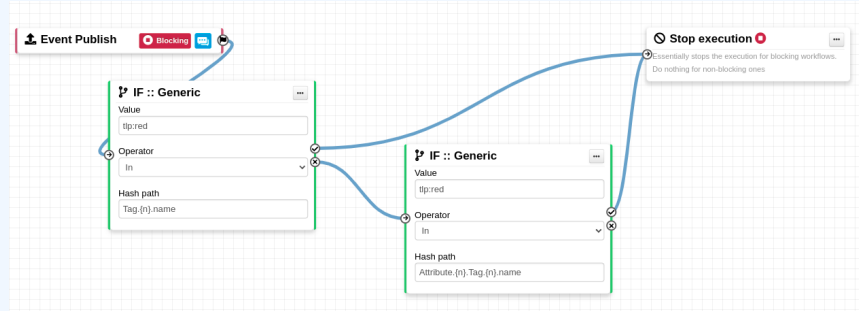 Event Publish
Blocking
Stop execution
...
Essentially stops the execution for blocking workflows.
Do nothing for non-blocking ones
IF :: Generic
...
Value
tlp:red
Operator
In
Hash path
Tag.{n}.name
IF :: Generic
...
Value
tlp:red
Operator
In
Hash path
Attribute.{n}.Tag.{n}.name